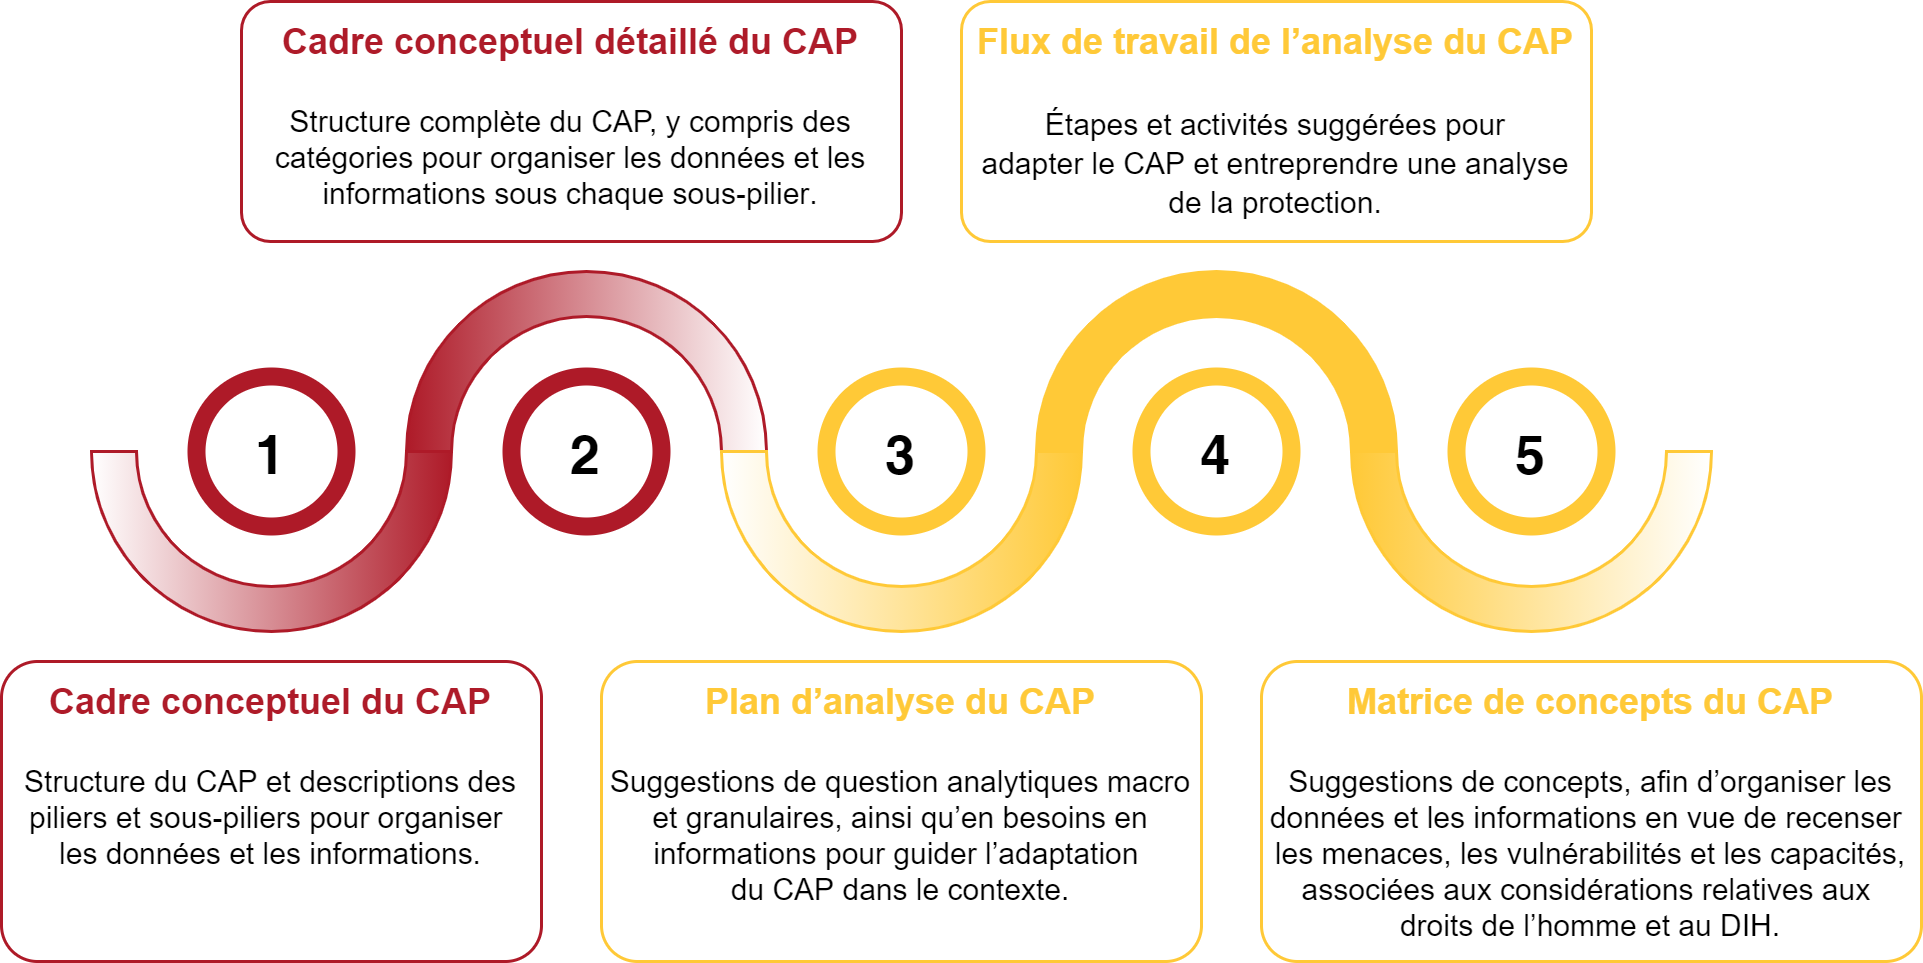 Cadre conceptuel détaillé du CAP
Structure complète du CAP, y compris des
catégories pour organiser les données et les
informations sous chaque sous-pilier.
Flux de travail de l’analyse du CAP
Étapes et activités suggérées pour
adapter le CAP et entreprendre une analyse
de la protection.
1
2
3
4
5
Cadre conceptuel du CAP
Structure du CAP et descriptions des
piliers et sous-piliers pour organiser
les données et les informations.
Plan d’analyse du CAP
Suggestions de question analytiques macro
et granulaires, ainsi qu’en besoins en
informations pour guider l’adaptation
du CAP dans le contexte.
Matrice de concepts du CAP
Suggestions de concepts, afin d’organiser les
données et les informations en vue de recenser
les menaces, les vulnérabilités et les capacités,
associées aux considérations relatives aux
droits de l’homme et au DIH.